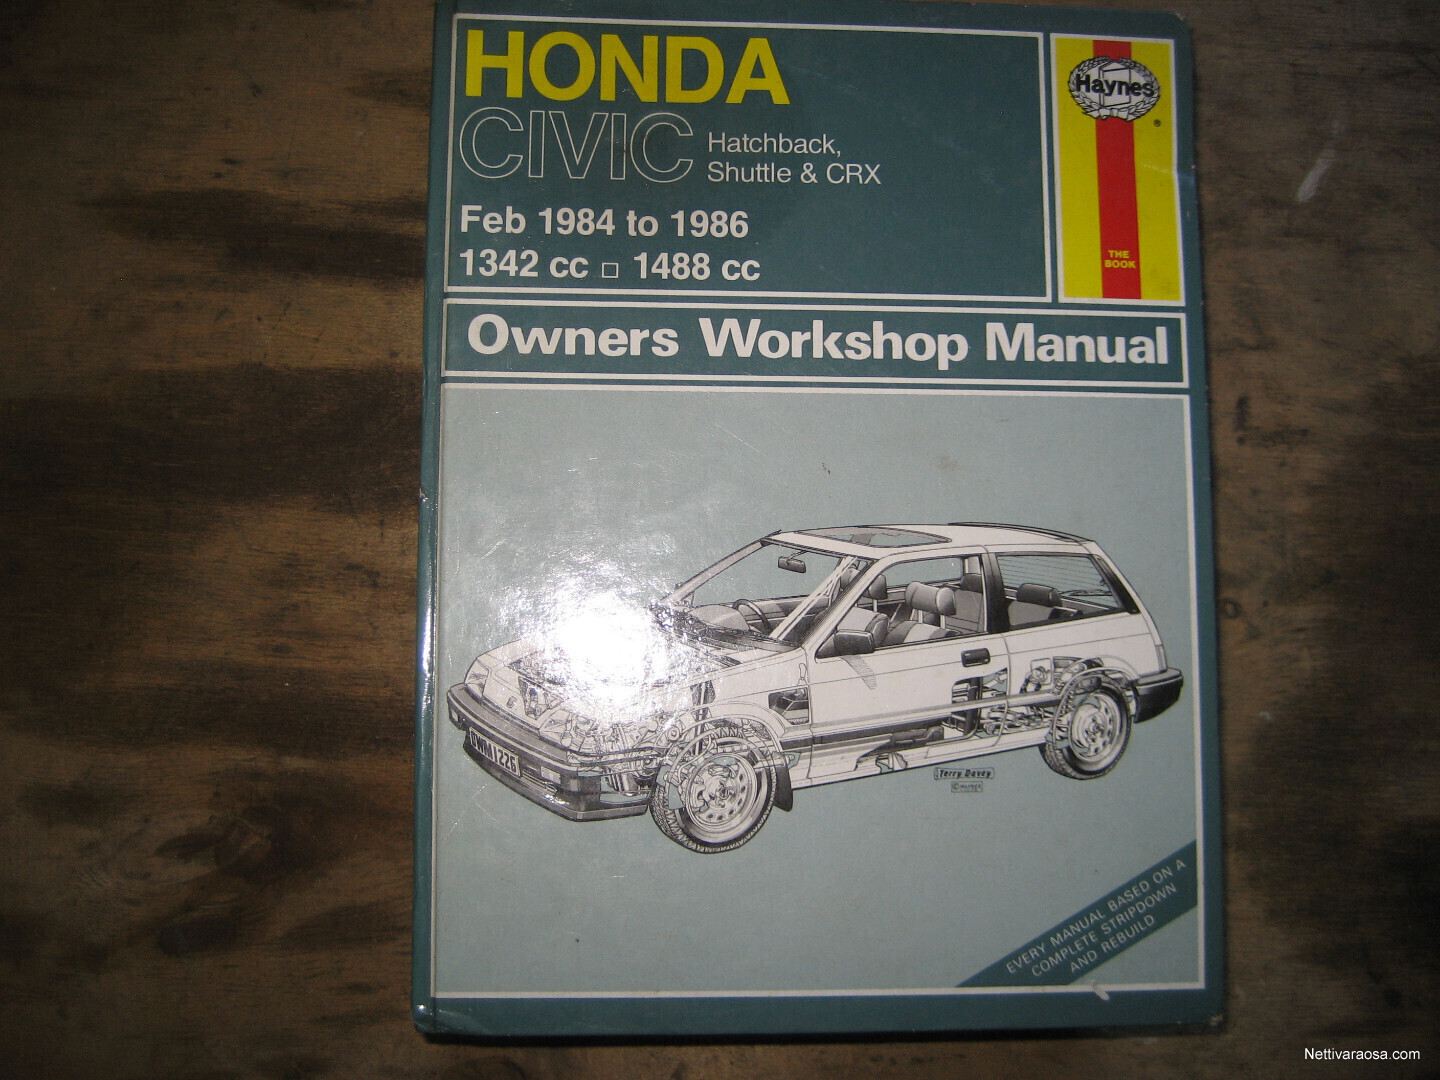 HONDA
CIVIC
Hatchback,
Shuttle & CRX
Feb 1984 to 1986
1342 cc □ 1488 cc
Haynes
®
THE
BOOK
Owners Workshop Manual
Terry Davey
EVERY MANUAL BASED ON A
COMPLETE STRIPDOWN
AND REBUILD
Nettivaraosa.com